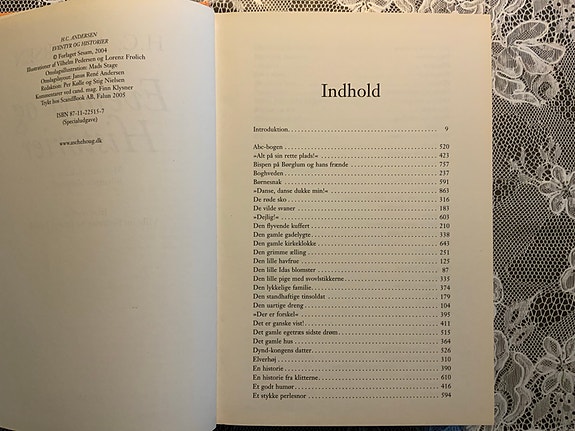 H.C. ANDERSEN
EVENTYR OG HISTORIER
© Forlaget Sesam, 2004
Illustrationer af Vilhelm Pedersen og Lorenz Frølich
Omslagsillustration: Mads Stage
Omslagslayout: Janus René Andersen
Redaktion: Per Kølle og Stig Nielsen
Kommenteret ved cand. mag. Finn Klysner
Trykt hos ScandBook AB, Falun 2005
ISBN 87-11-22515-7
(Specialudgave)
www.aschehoug.dk
Indhold
Introduktion 9
Abc-bogen 520
»Alt på sin rette plads!« 423
Bispen på Børglum og hans frænde 757
Boghveden 237
Børnesnak 591
»Danse, danse dukke min!« 863
De røde sko 316
De vilde svaner 183
»Dejlig!« 603
Den flyvende kuffert 210
Den gamle gadelygte 338
Den gamle kirkeklokke 643
Den grimme ælling 251
Den lille havfrue 125
Den lille Idas blomster 87
Den lille pige med svovlstikkerne 333
Den lykkelige familie 374
Den standhaftige tinsoldat 179
Den uartige dreng 104
»Der er forskel« 395
Det er ganske vist! 411
Det gamle egetræs sidste drøm 515
Det gamle hus 364
Dynd-kongens datter 526
Elverhøj 310
En historie 390
En historie fra klitterne 610
Et godt humør 416
Et stykke perlesnor 594